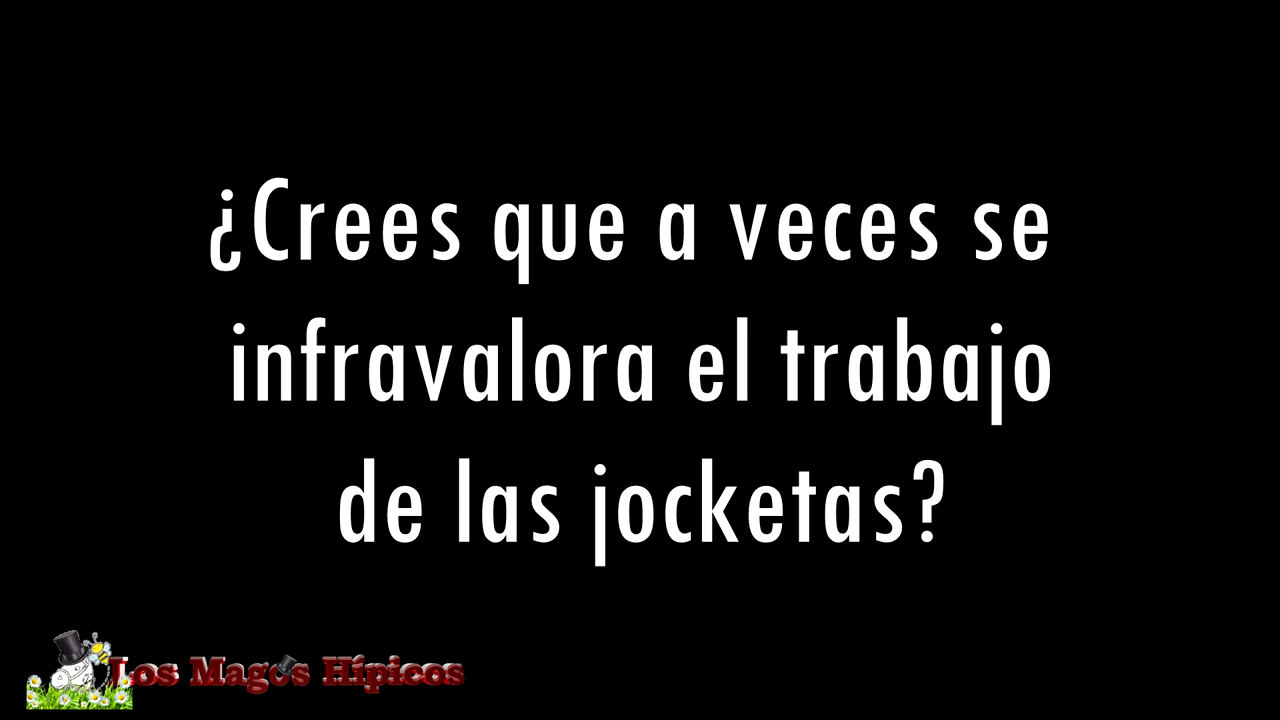 ¿Crees que a veces se
infravalora el trabajo
de las jocketas?
Los Magos Hípicos